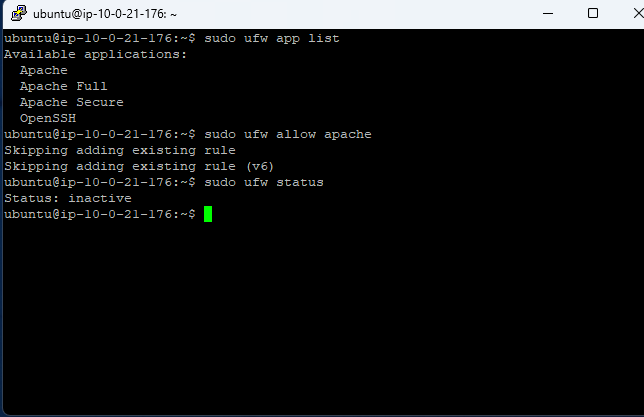 ubuntu@ip-10-0-21-176: ~
ubuntu@ip-10-0-21-176:~$ sudo ufw app list
Available applications:
  Apache
  Apache Full
  Apache Secure
  OpenSSH
ubuntu@ip-10-0-21-176:~$ sudo ufw allow apache
Skipping adding existing rule
Skipping adding existing rule (v6)
ubuntu@ip-10-0-21-176:~$ sudo ufw status
Status: inactive
ubuntu@ip-10-0-21-176:~$